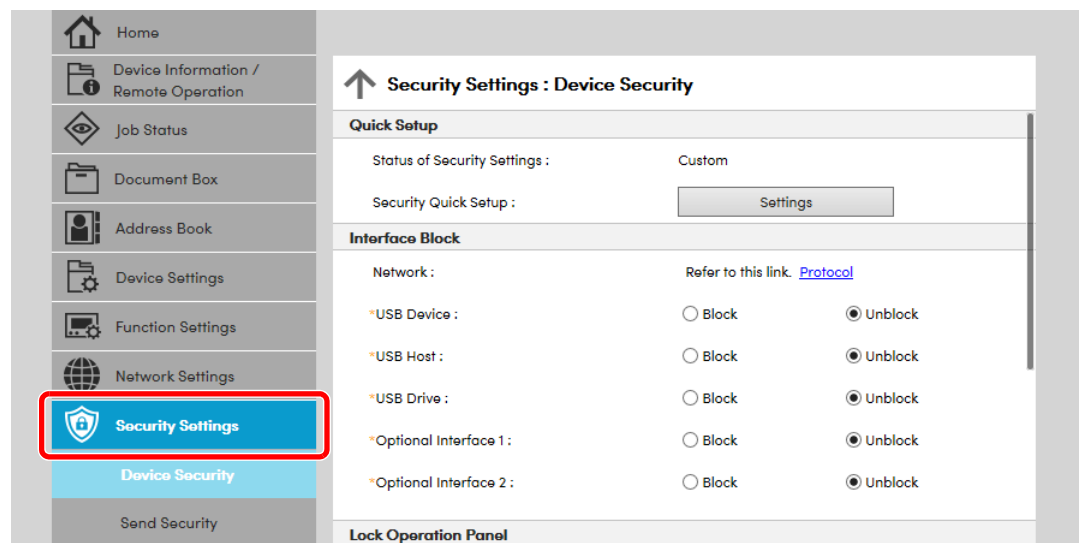 Home
Device Information /
Remote Operation
Job Status
Document Box
Address Book
Device Settings
Function Settings
Network Settings
Security Settings
Device Security
Send Security
Security Settings : Device Security
Quick Setup
Status of Security Settings : Custom
Security Quick Setup : Settings
Interface Block
Network : Refer to this link. Protocol
*USB Device : Block Unblock
*USB Host : Block Unblock
*USB Drive : Block Unblock
*Optional Interface 1 : Block Unblock
*Optional Interface 2 : Block Unblock
Lock Operation Panel